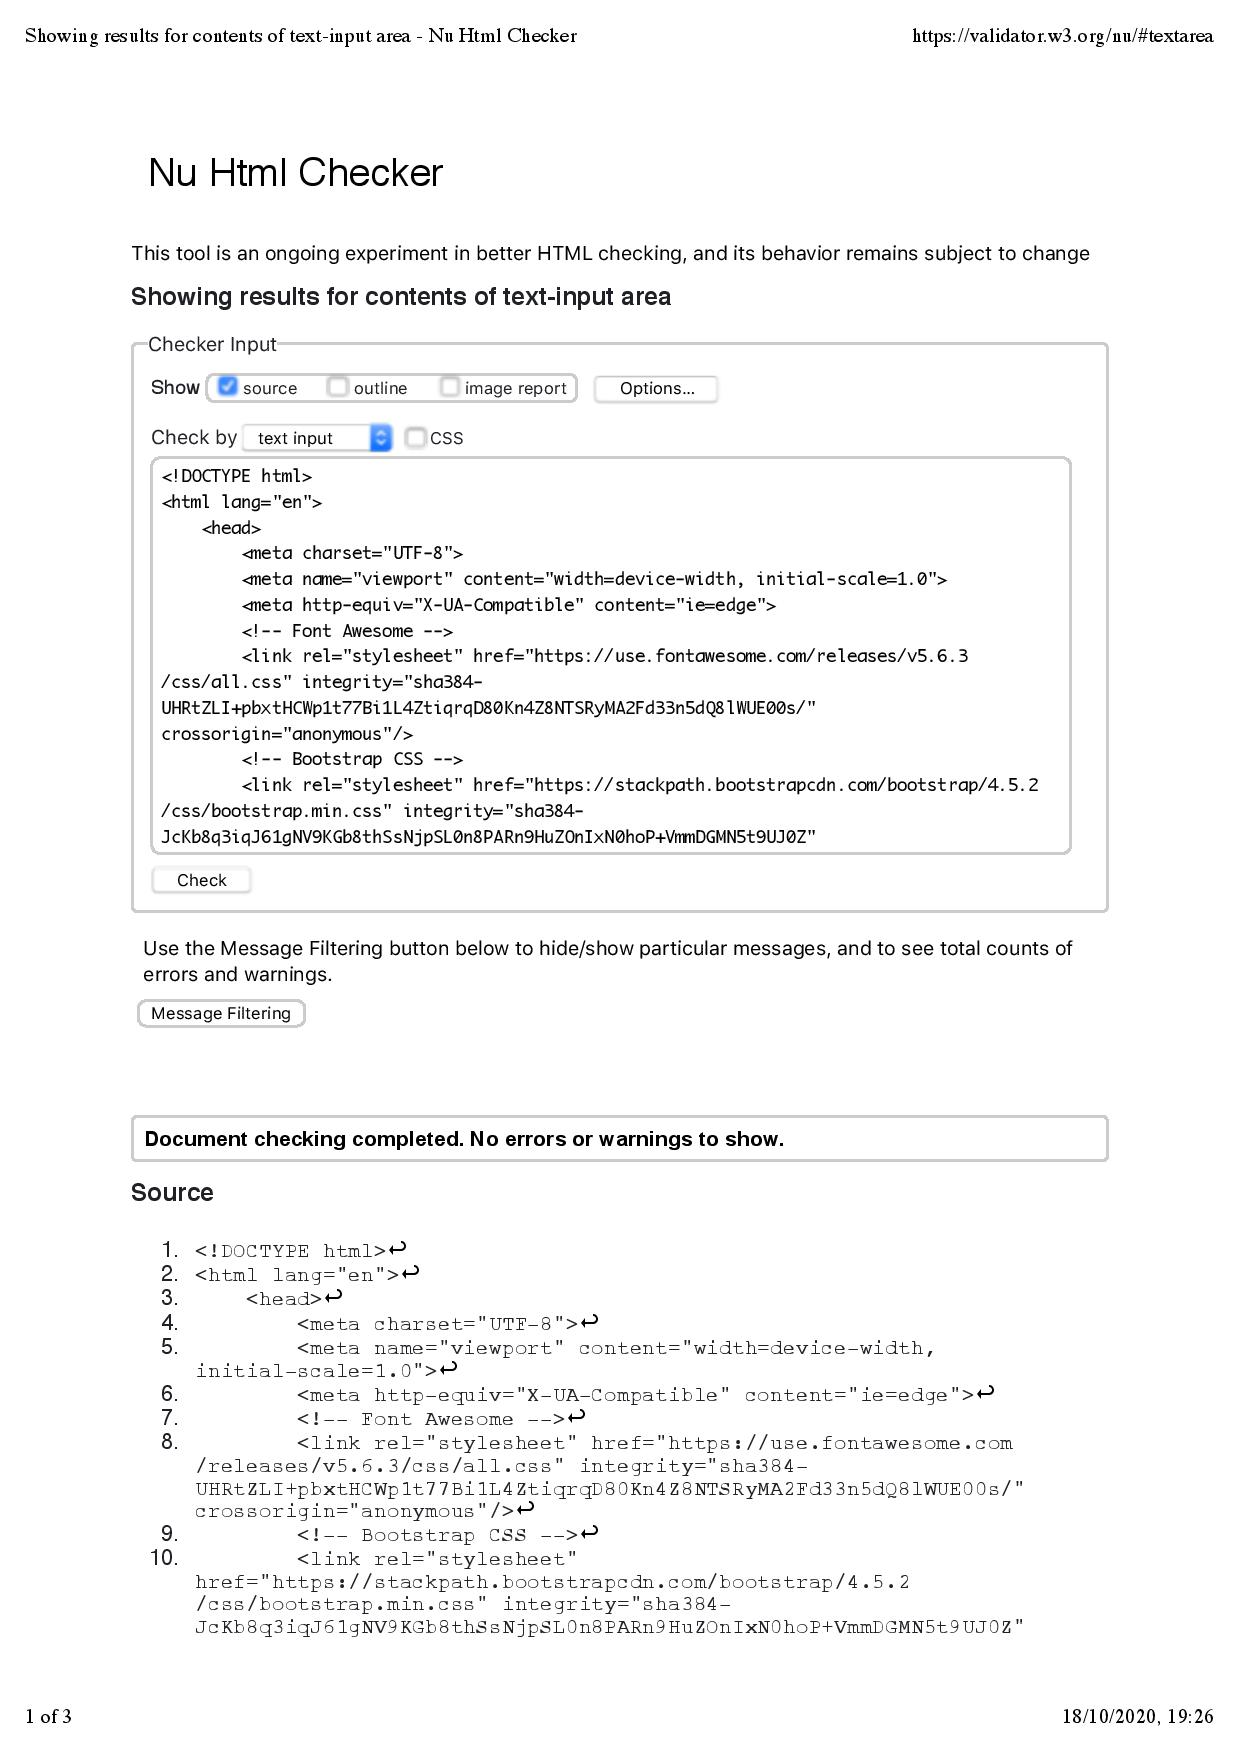 Showing results for contents of text-input area - Nu Html Checker
https://validator.w3.org/nu/#textarea
Nu Html Checker
This tool is an ongoing experiment in better HTML checking, and its behavior remains subject to change
Showing results for contents of text-input area
Checker Input
Show source outline image report Options...
Check by text input CSS
<!DOCTYPE html>
<html lang="en">
<head>
<meta charset="UTF-8">
<meta name="viewport" content="width=device-width, initial-scale=1.0">
<meta http-equiv="X-UA-Compatible" content="ie=edge">
<!-- Font Awesome -->
<link rel="stylesheet" href="https://use.fontawesome.com/releases/v5.6.3
/css/all.css" integrity="sha384-
UHRtZLI+pbxtHCWp1t77Bi1L4ZtiqrqD80Kn4Z8NTSRyMA2Fd33n5dQ8lWUE00s/"
crossorigin="anonymous"/>
<!-- Bootstrap CSS -->
<link rel="stylesheet" href="https://stackpath.bootstrapcdn.com/bootstrap/4.5.2
/css/bootstrap.min.css" integrity="sha384-
JcKb8q3iqJ61gNV9KGb8thSsNjpSL0n8PARn9HuZOnIxN0hoP+VmmDGMN5t9UJ0Z"
Check
Use the Message Filtering button below to hide/show particular messages, and to see total counts of
errors and warnings.
Message Filtering
Document checking completed. No errors or warnings to show.
Source
1. <!DOCTYPE html>↩
2. <html lang="en">↩
3. <head>↩
4. <meta charset="UTF-8">↩
5. <meta name="viewport" content="width=device-width,
initial-scale=1.0">↩
6. <meta http-equiv="X-UA-Compatible" content="ie=edge">↩
7. <!-- Font Awesome -->↩
8. <link rel="stylesheet" href="https://use.fontawesome.com
/releases/v5.6.3/css/all.css" integrity="sha384-
UHRtZLI+pbxtHCWp1t77Bi1L4ZtiqrqD80Kn4Z8NTSRyMA2Fd33n5dQ8lWUE00s/"
crossorigin="anonymous"/>↩
9. <!-- Bootstrap CSS -->↩
10. <link rel="stylesheet"
href="https://stackpath.bootstrapcdn.com/bootstrap/4.5.2
/css/bootstrap.min.css" integrity="sha384-
JcKb8q3iqJ61gNV9KGb8thSsNjpSL0n8PARn9HuZOnIxN0hoP+VmmDGMN5t9UJ0Z"
1 of 3
18/10/2020, 19:26